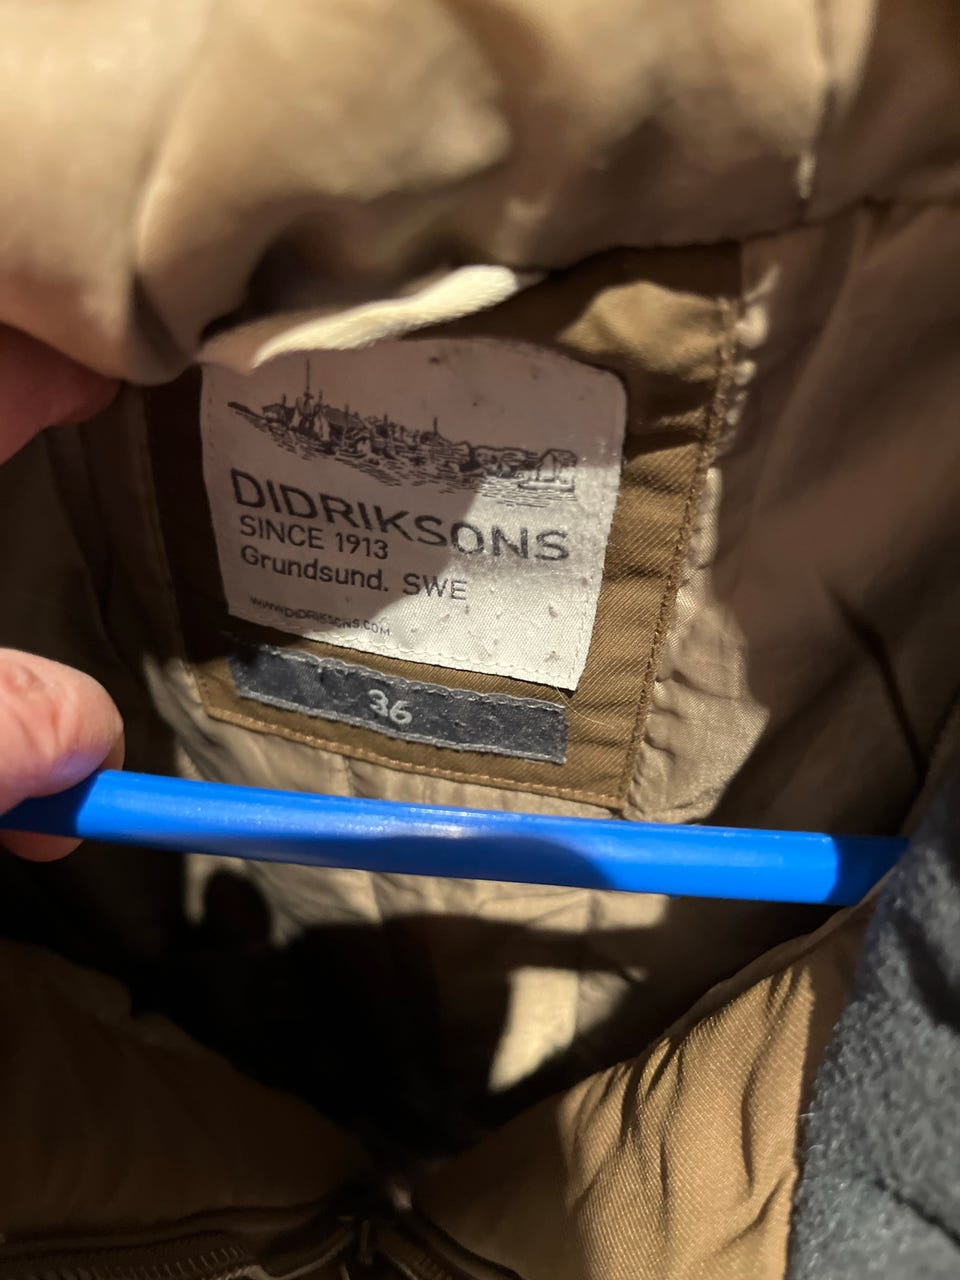 DIDRIKSONS
SINCE 1913
Grundsund. SWE
WWW.DIDRIKSONS.COM
36